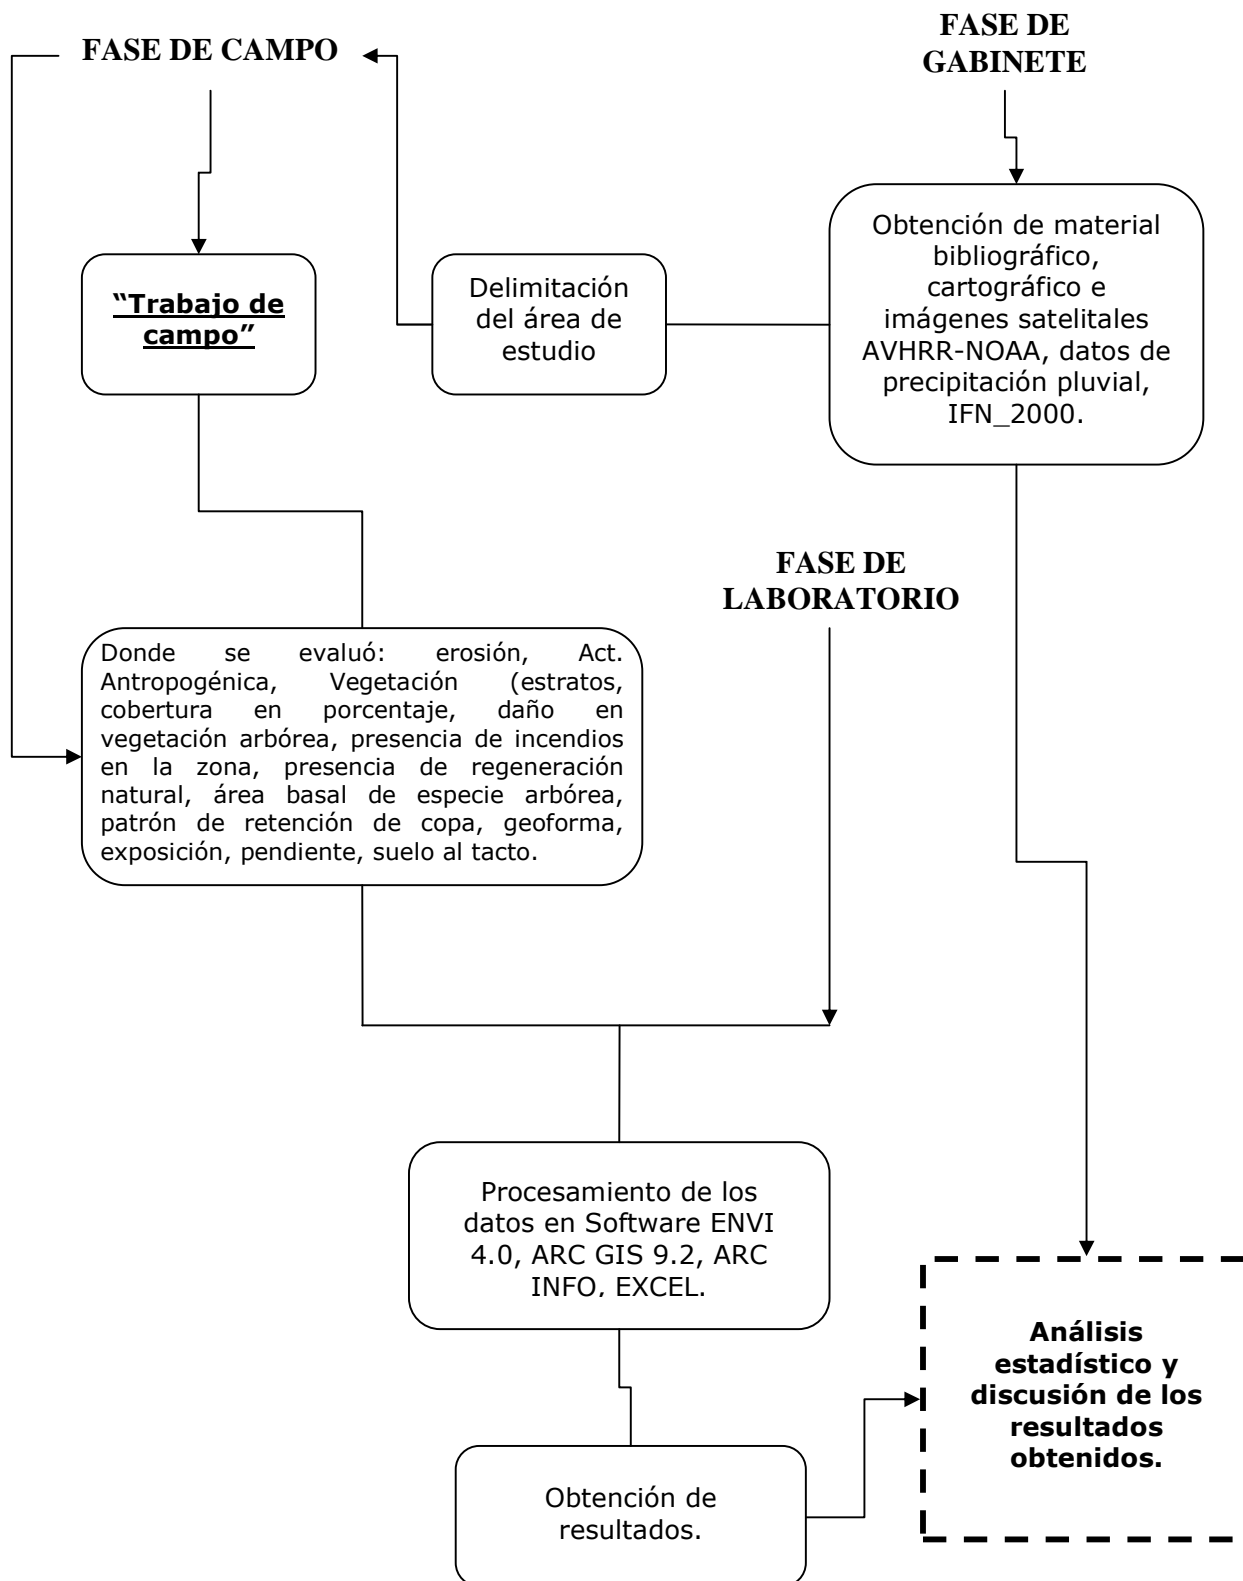 FASE DE CAMPO
FASE DE
GABINETE
Obtención de material
bibliográfico,
cartográfico e
imágenes satelitales
AVHRR-NOAA, datos de
precipitación pluvial,
IFN_2000.
Delimitación
del área de
estudio
“Trabajo de
campo”
FASE DE
LABORATORIO
Donde se evaluó: erosión, Act.
Antropogénica, Vegetación (estratos,
cobertura en porcentaje, daño en
vegetación arbórea, presencia de incendios
en la zona, presencia de regeneración
natural, área basal de especie arbórea,
patrón de retención de copa, geoforma,
exposición, pendiente, suelo al tacto.
Procesamiento de los
datos en Software ENVI
4.0, ARC GIS 9.2, ARC
INFO, EXCEL.
Análisis
estadístico y
discusión de los
resultados
obtenidos.
Obtención de
resultados.